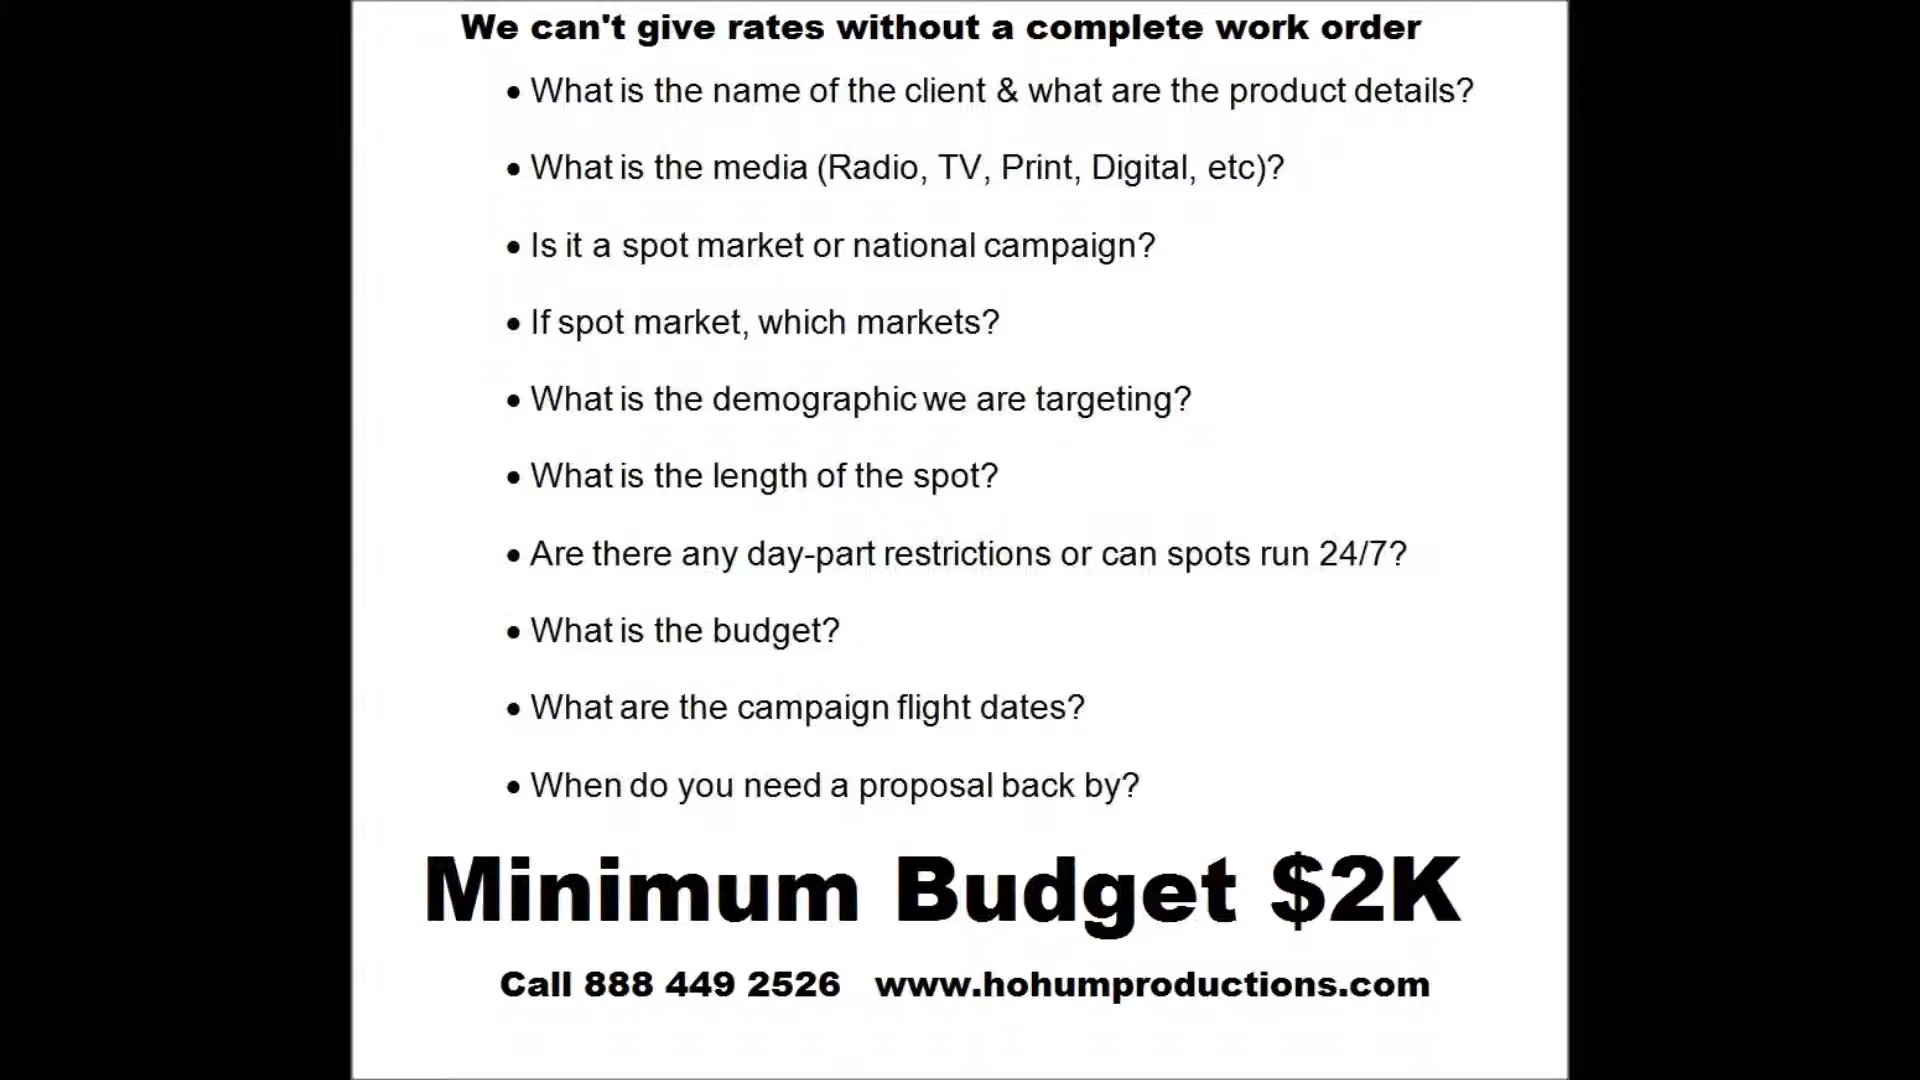 We can't give rates without a complete work order
• What is the name of the client & what are the product details?
• What is the media (Radio, TV, Print, Digital, etc)?
• Is it a spot market or national campaign?
• If spot market, which markets?
• What is the demographic we are targeting?
• What is the length of the spot?
• Are there any day-part restrictions or can spots run 24/7?
• What is the budget?
• What are the campaign flight dates?
• When do you need a proposal back by?
Minimum Budget $2K
Call 888 449 2526 www.hohumproductions.com